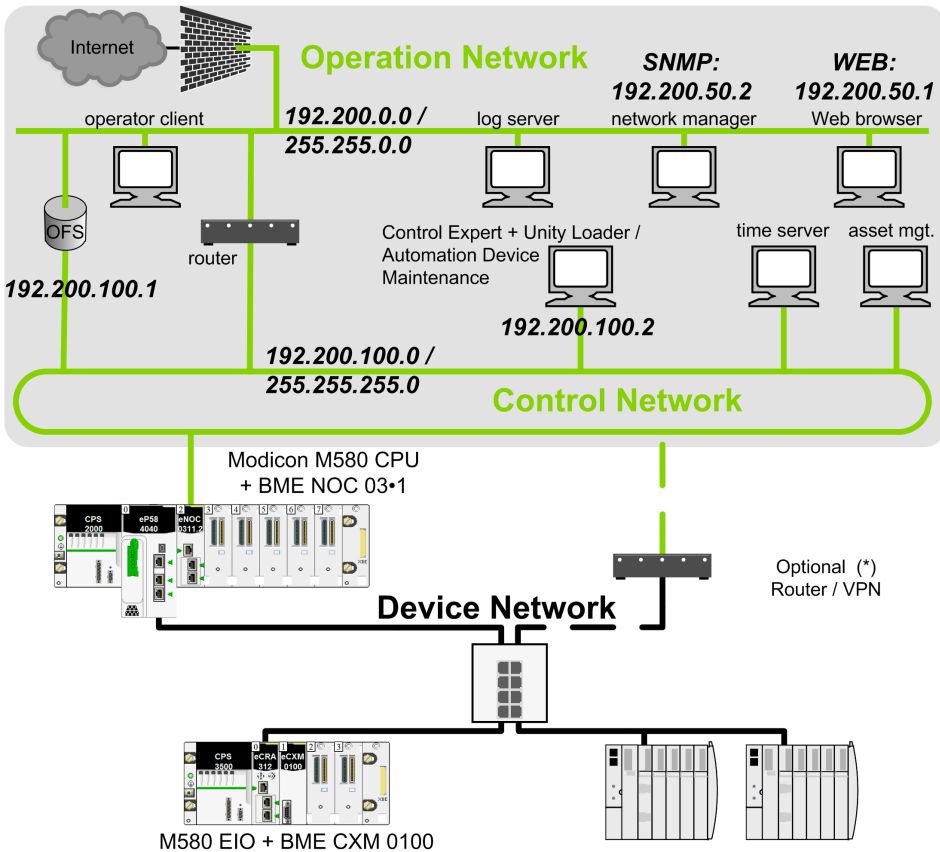 Internet
Operation Network
SNMP:
192.200.50.2
WEB:
192.200.50.1
operator client
192.200.0.0 /
255.255.0.0
log server
network manager
Web browser
OFS
router
Control Expert + Unity Loader /
Automation Device
Maintenance
time server
asset mgt.
192.200.100.1
192.200.100.2
192.200.100.0 /
255.255.255.0
Control Network
Modicon M580 CPU
+ BME NOC 03•1
CPS
2000
0
eP58
4040
2
eNOC
0311.2
3
4
5
6
7
XBE
Optional (*)
Router / VPN
Device Network
CPS
3500
0
eCRA
312
1
eCXM
0100
2
3
XBE
M580 EIO + BME CXM 0100